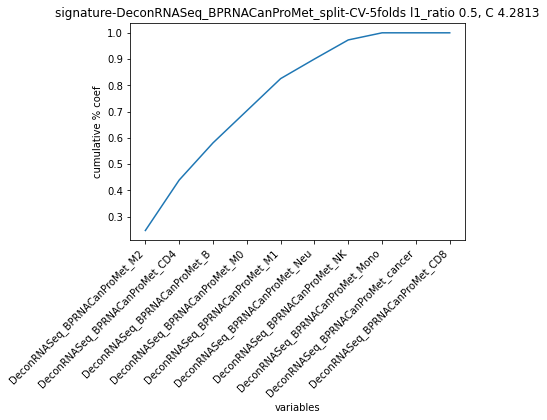 signature-DeconRNASeq_BPRNACanProMet_split-CV-5folds l1_ratio 0.5, C 4.2813
1.0
0.9
0.8
0.7
0.6
0.5
0.4
0.3
cumulative % coef
DeconRNASeq_BPRNACanProMet_M2
DeconRNASeq_BPRNACanProMet_CD4
DeconRNASeq_BPRNACanProMet_B
DeconRNASeq_BPRNACanProMet_M0
DeconRNASeq_BPRNACanProMet_M1
DeconRNASeq_BPRNACanProMet_Neu
DeconRNASeq_BPRNACanProMet_NK
DeconRNASeq_BPRNACanProMet_Mono
DeconRNASeq_BPRNACanProMet_cancer
DeconRNASeq_BPRNACanProMet_CD8
variables